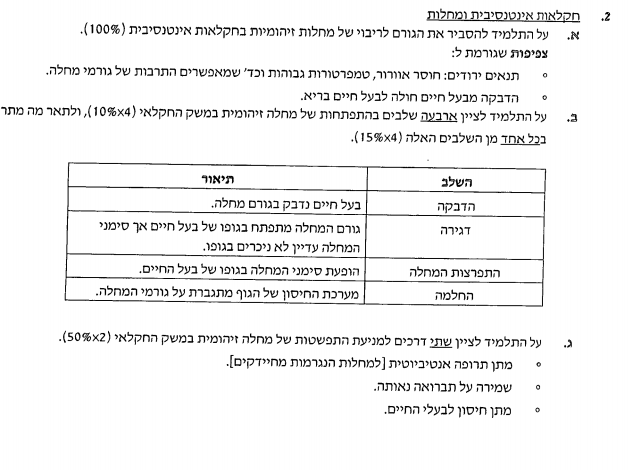 2. חקלאות אינטנסיבית ומחלות
א. על התלמיד להסביר את הגורם לריבוי של מחלות זיהומיות בחקלאות אינטנסיבית (100%).
צפיפות שגורמת ל:
o תנאים ירודים: חוסר אוורור, טמפרטורות גבוהות וכד' שמאפשרים התרבות של גורמי מחלה.
o הדבקה מבעל חיים חולה לבעל חיים בריא.
ב. על התלמיד לציין ארבעה שלבים בהתפתחות של מחלה זיהומית במשק החקלאי (10%x4), ולתאר מה מתר
בכל אחד מן השלבים האלה (15%x4).
השלב תיאור
הדבקה בעל חיים נדבק בגורם מחלה.
דגירה גורם המחלה מתפתח בגופו של בעל חיים אך סימני
המחלה עדיין לא ניכרים בגופו.
התפרצות המחלה הופעת סימני המחלה בגופו של בעל החיים.
החלמה מערכת החיסון של הגוף מתגברת על גורמי המחלה.
ג. על התלמיד לציין שתי דרכים למניעת התפשטות של מחלה זיהומית במשק החקלאי (50%x2).
o מתן תרופה אנטיביוטית [למחלות הנגרמות מחיידקים].
o שמירה על תברואה נאותה.
o מתן חיסון לבעלי החיים.